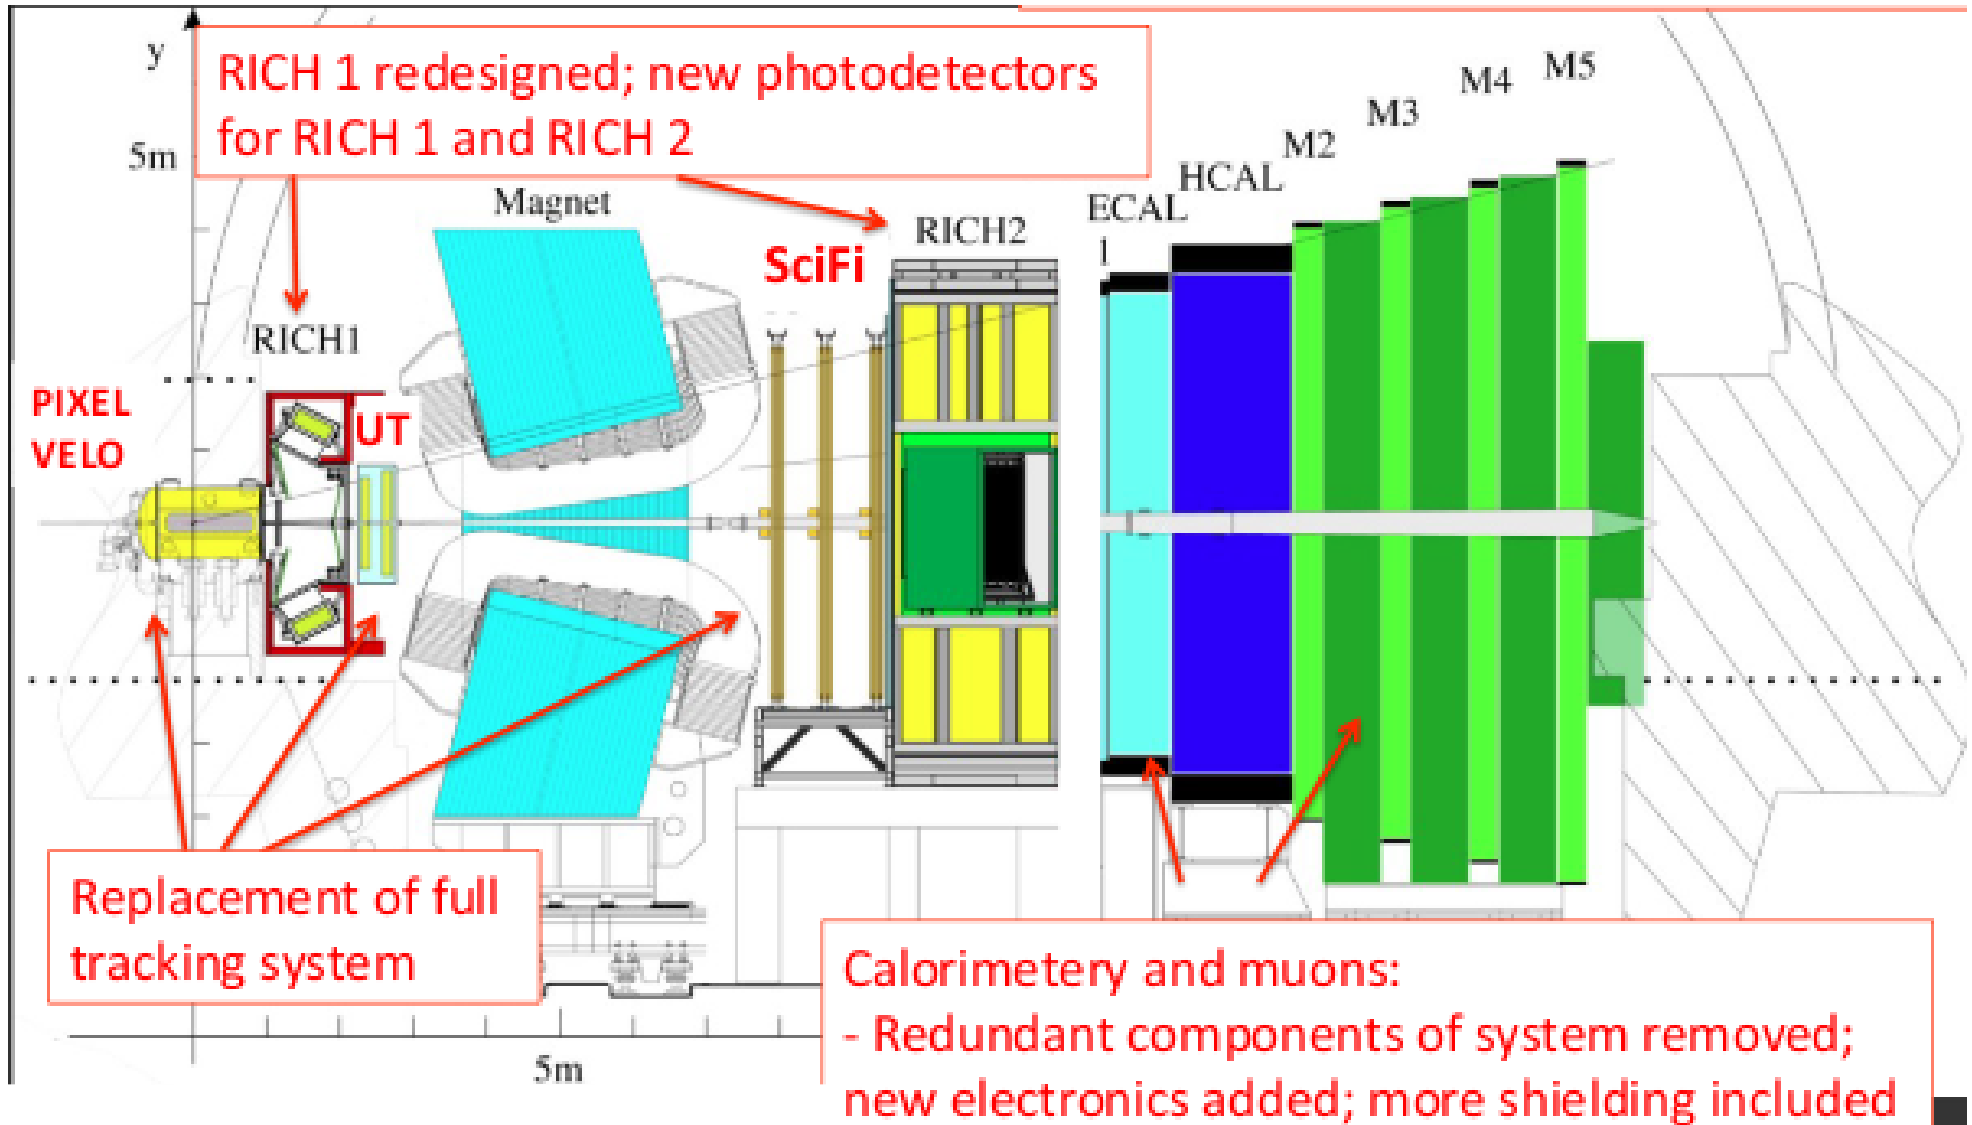 y
RICH 1 redesigned; new photodetectors
for RICH 1 and RICH 2
5m
Magnet
SciFi
RICH2
ECAL
HCAL
M2
M3
M4
M5
RICH1
PIXEL
VELO
UT
Replacement of full
tracking system
5m
Calorimetery and muons:
- Redundant components of system removed;
new electronics added; more shielding included